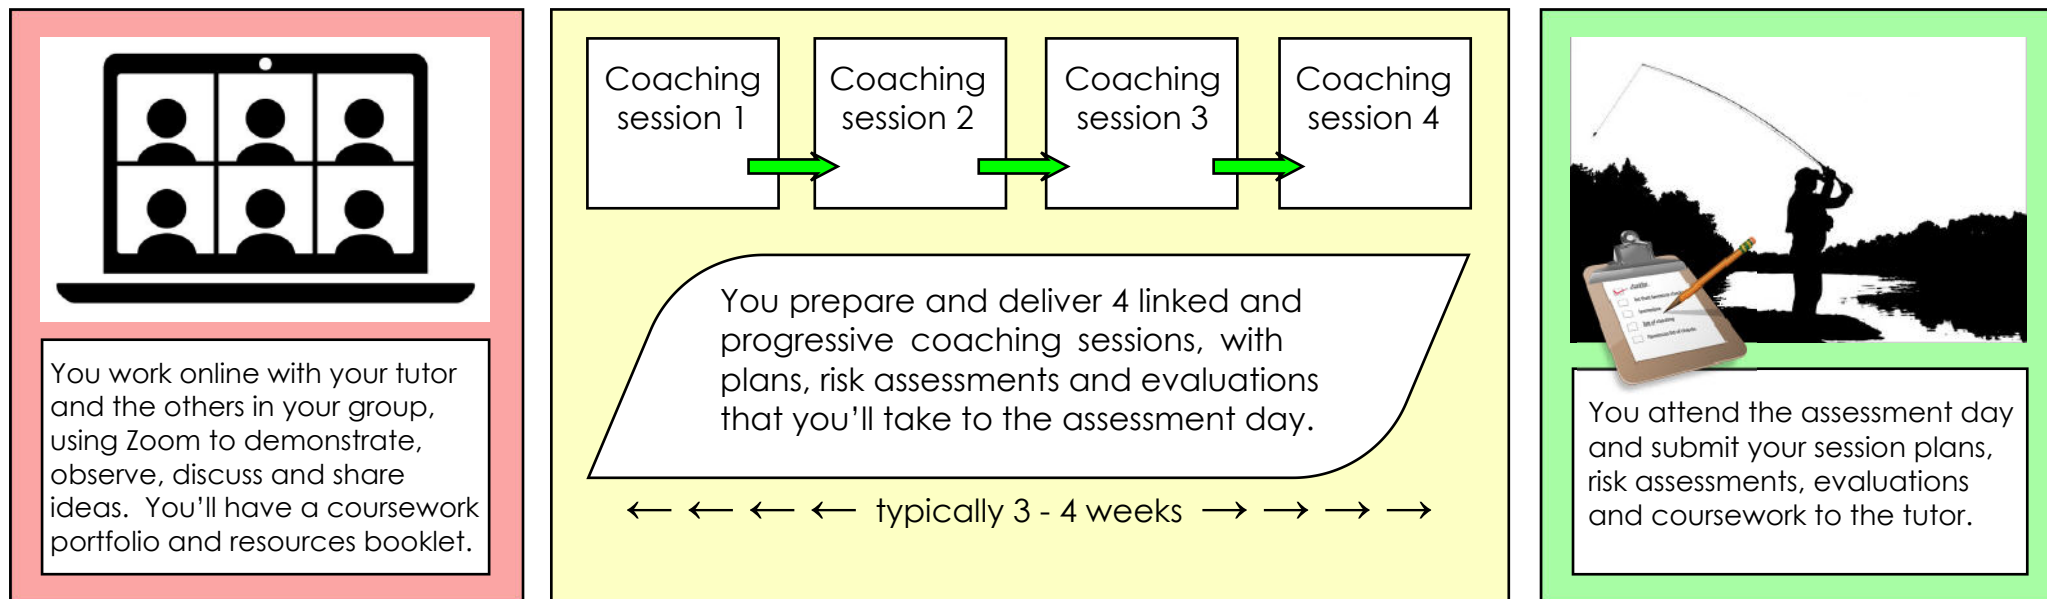 You work online with your tutor
and the others in your group,
using Zoom to demonstrate,
observe, discuss and share
ideas.  You'll have a coursework
portfolio and resources booklet.
Coaching
session 1
Coaching
session 2
Coaching
session 3
Coaching
session 4
You prepare and deliver 4 linked and
progressive coaching sessions, with
plans, risk assessments and evaluations
that you'll take to the assessment day.
← ← ← ← typically 3 - 4 weeks → → → →
You attend the assessment day
and submit your session plans,
risk assessments, evaluations
and coursework to the tutor.